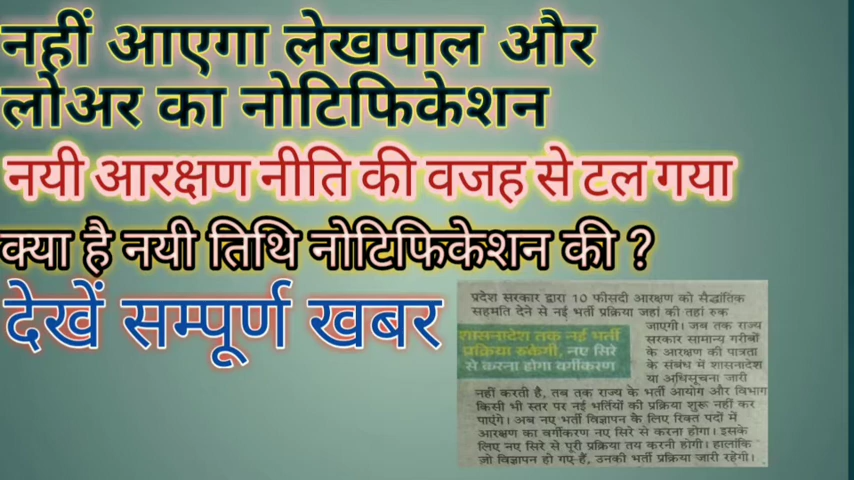 नहीं आएगा लेखपाल और
लोअर का नोटिफिकेशन
नयी आरक्षण नीति की वजह से टल गया
क्या है नयी तिथि नोटिफिकेशन की ?
देखें सम्पूर्ण खबर
प्रदेश सरकार द्वारा 10 फीसदी आरक्षण को सैद्धांतिक
सहमति देने से नई भर्ती प्रक्रिया जहां की तहां रुक
शासनादेश तक नई भर्ती
प्रक्रिया रुकेगी, नए सिरे
से करना होगा वर्गीकरण
जाएगी। जब तक राज्य
सरकार सामान्य गरीबों
के आरक्षण की पात्रता
के संबंध में शासनादेश
या अधिसूचना जारी
नहीं करती है, तब तक राज्य के भर्ती आयोग और विभाग
किसी भी स्तर पर नई भर्तियों की प्रक्रिया शुरू नहीं कर
पाएंगे। अब नए भर्ती विज्ञापन के लिए रिक्त पदों में
आरक्षण का वर्गीकरण नए सिरे से करना होगा। इसके
लिए नए सिरे से पूरी प्रक्रिया तय करनी होगी। हालांकि
जो विज्ञापन हो गए हैं, उनकी भर्ती प्रक्रिया जारी रहेगी।